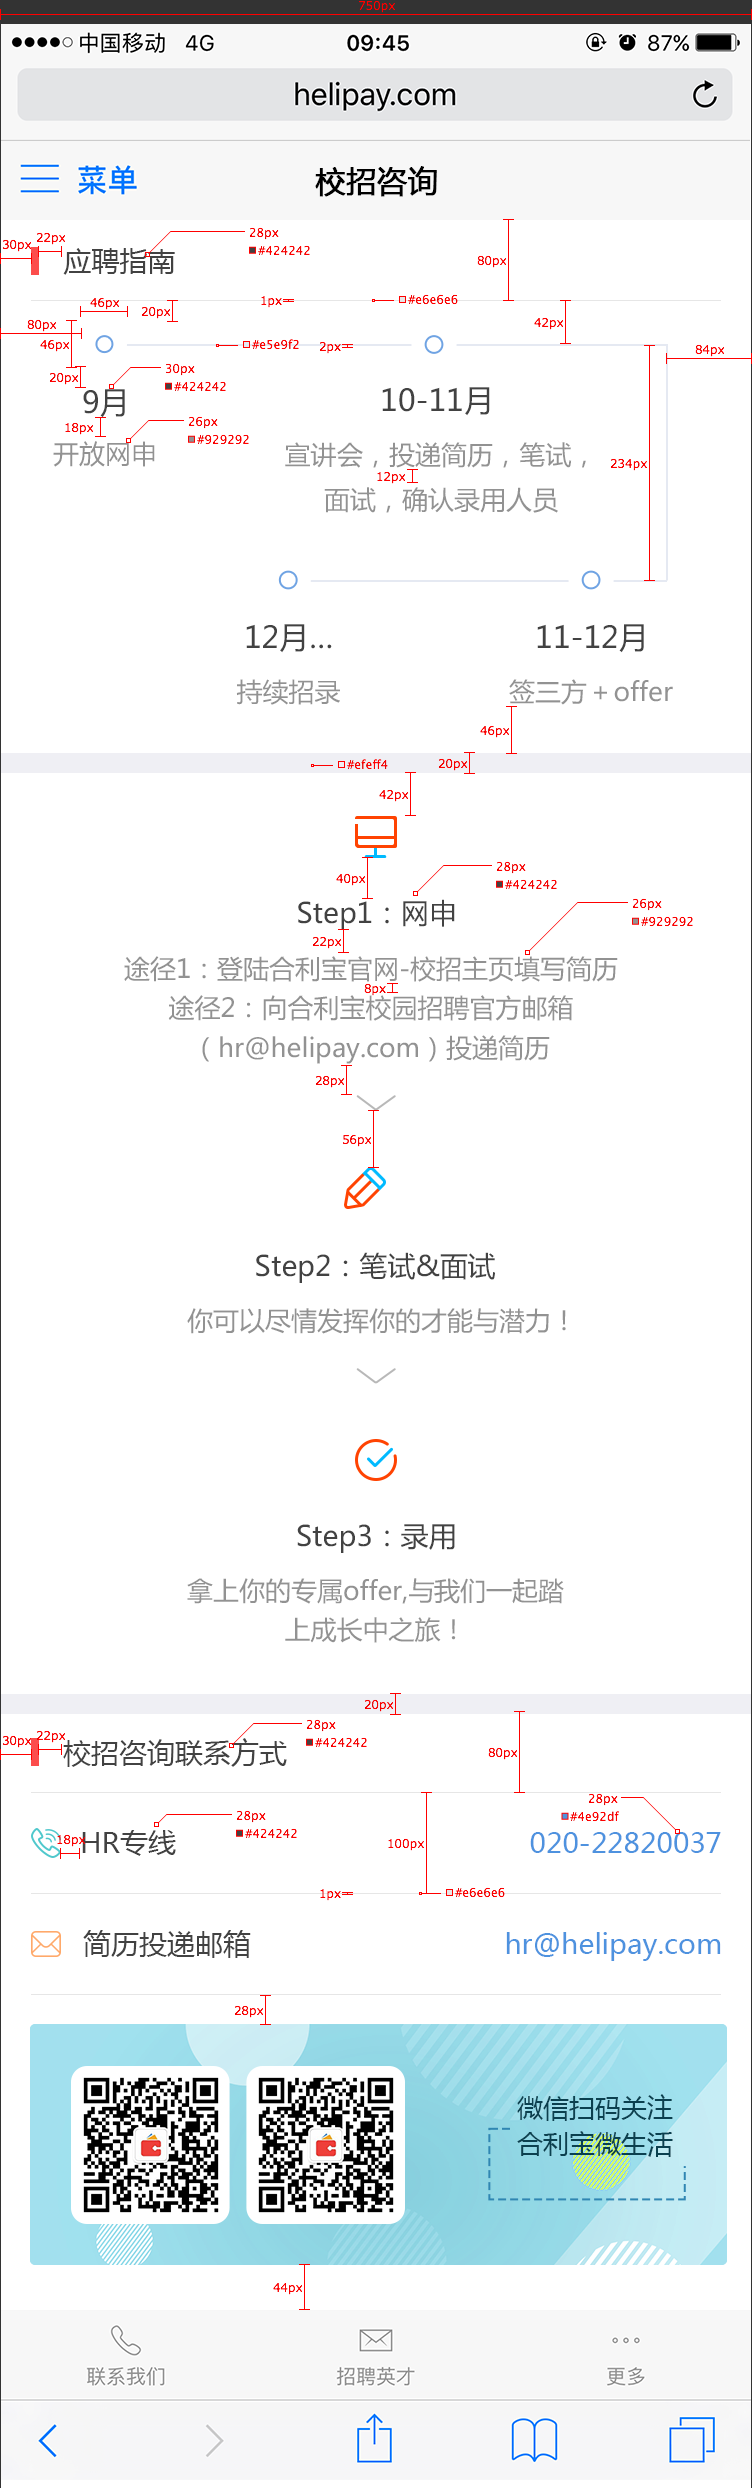 750px
中国移动 4G 09:45 87%
helipay.com
菜单 校招咨询
30px 22px 应聘指南 28px #424242 80px
46px 20px 1px #e6e6e6 42px
80px 46px #e5e9f2 2px 84px
20px 30px #424242
9月 10-11月
18px 26px #929292
开放网申 宣讲会，投递简历，笔试， 234px
12px
面试，确认录用人员
12月... 11-12月
持续招录 签三方＋offer
46px
#efeff4 20px
42px
40px 28px #424242
Step1：网申 26px #929292
22px
途径1：登陆合利宝官网-校招主页填写简历
8px
途径2：向合利宝校园招聘官方邮箱
（hr@helipay.com）投递简历
28px
56px
Step2：笔试&面试
你可以尽情发挥你的才能与潜力！
Step3：录用
拿上你的专属offer,与我们一起踏
上成长中之旅！
20px
30px 22px 校招咨询联系方式 28px #424242 80px
18px HR专线 28px #424242 100px 28px #4e92df 020-22820037
1px #e6e6e6
简历投递邮箱 hr@helipay.com
28px
微信扫码关注
合利宝微生活
44px
联系我们 招聘英才 更多